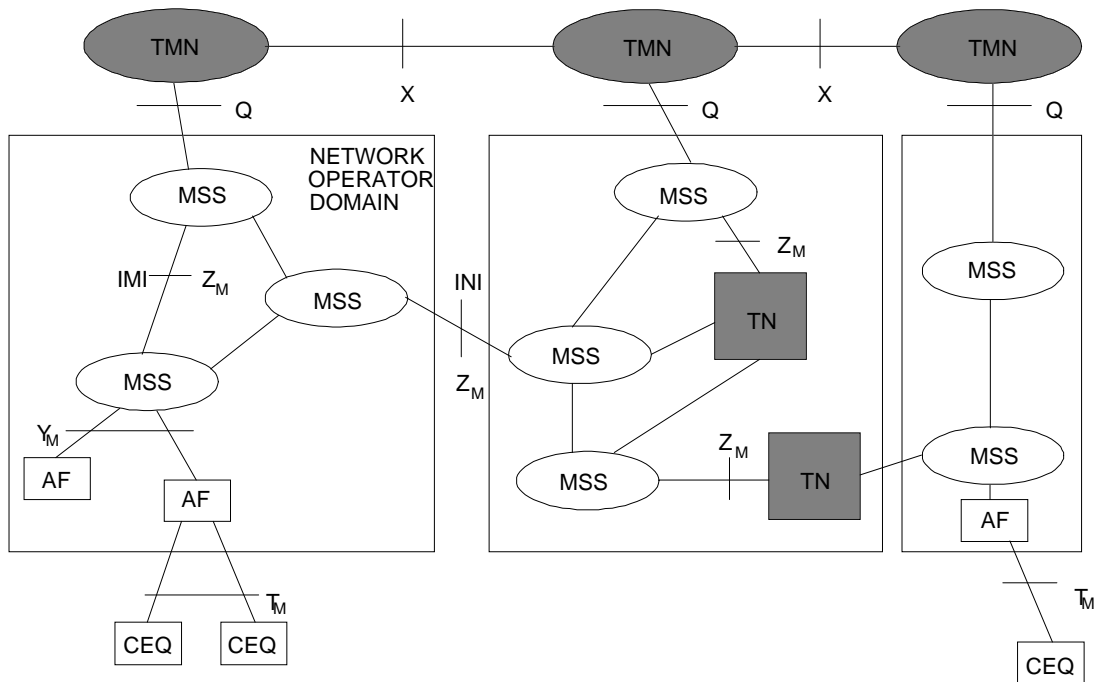 TMN
TMN
TMN
X
X
Q
Q
Q
NETWORK
OPERATOR
DOMAIN
MSS
MSS
Z_M
MSS
IMI
Z_M
INI
MSS
TN
MSS
MSS
Z_M
Y_M
Z_M
MSS
AF
MSS
TN
AF
AF
T_M
T_M
CEQ
CEQ
CEQ